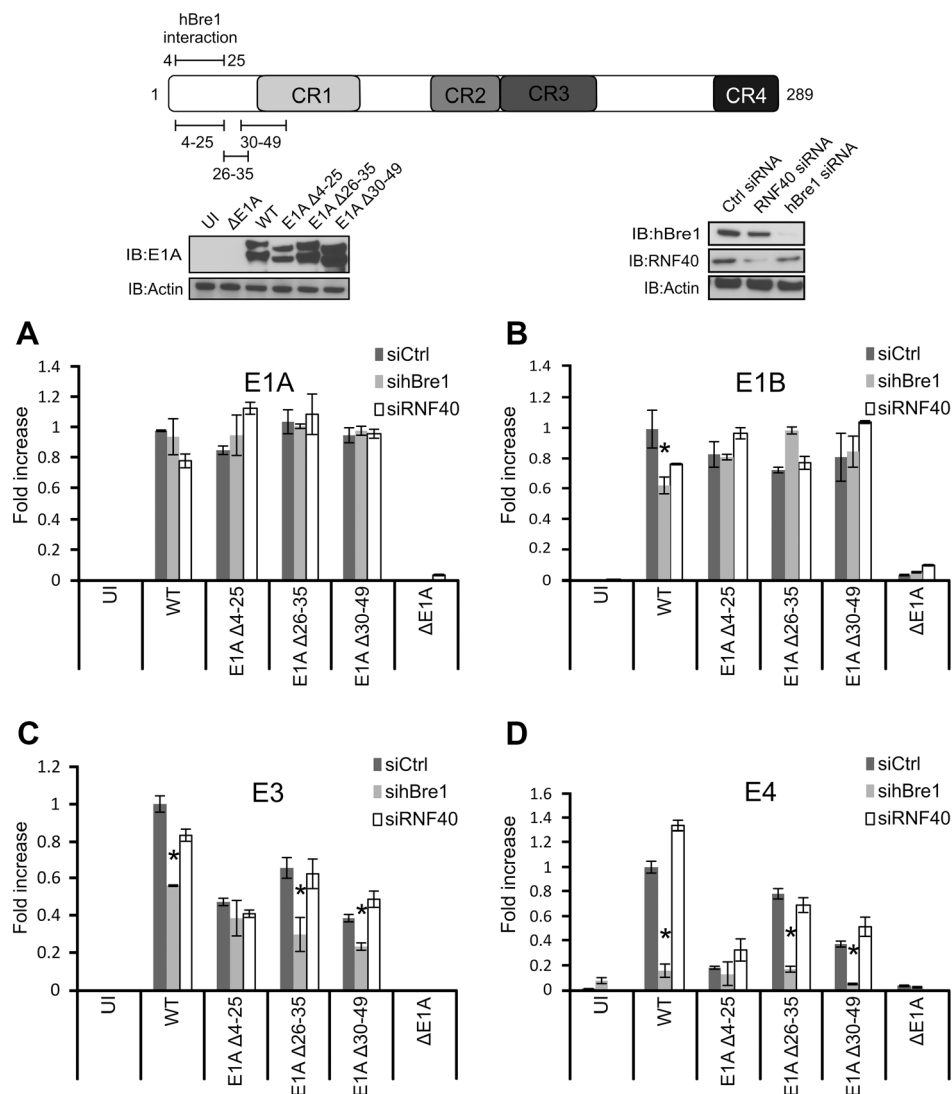 hBre1
interaction
4 25
1 CR1 CR2 CR3 CR4 289
4-25 30-49
26-35
UI ΔE1A WT E1A Δ4-25 E1A Δ26-35 E1A Δ30-49
IB:E1A
IB:Actin
Ctrl siRNA RNF40 siRNA hBre1 siRNA
IB:hBre1
IB:RNF40
IB:Actin
A
E1A
siCtrl
sihBre1
siRNF40
Fold increase
1.4
1.2
1
0.8
0.6
0.4
0.2
0
UI WT E1A Δ4-25 E1A Δ26-35 E1A Δ30-49 ΔE1A
B
E1B
siCtrl
sihBre1
siRNF40
Fold increase
1.4
1.2
1
0.8
0.6
0.4
0.2
0
*
UI WT E1A Δ4-25 E1A Δ26-35 E1A Δ30-49 ΔE1A
C
E3
siCtrl
sihBre1
siRNF40
Fold increase
1.2
1
0.8
0.6
0.4
0.2
0
* * *
UI WT E1A Δ4-25 E1A Δ26-35 E1A Δ30-49 ΔE1A
D
E4
siCtrl
sihBre1
siRNF40
Fold increase
1.6
1.4
1.2
1
0.8
0.6
0.4
0.2
0
* * *
UI WT E1A Δ4-25 E1A Δ26-35 E1A Δ30-49 ΔE1A